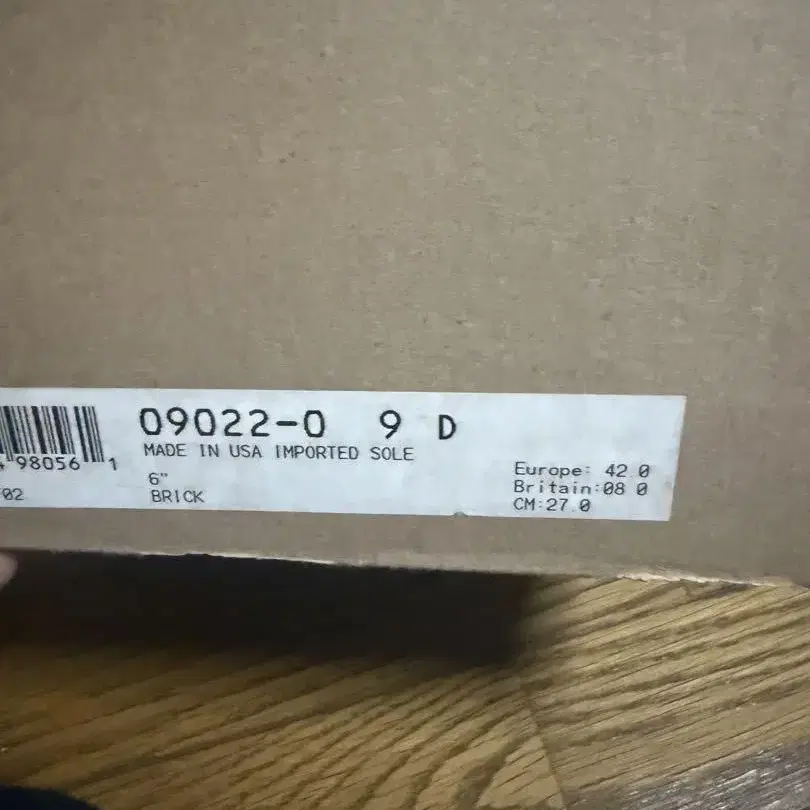 09022-0 9 D
MADE IN USA IMPORTED SOLE
98056 1
6"
02
BRICK
Europe: 42 0
Britain:08 0
CM:27.0